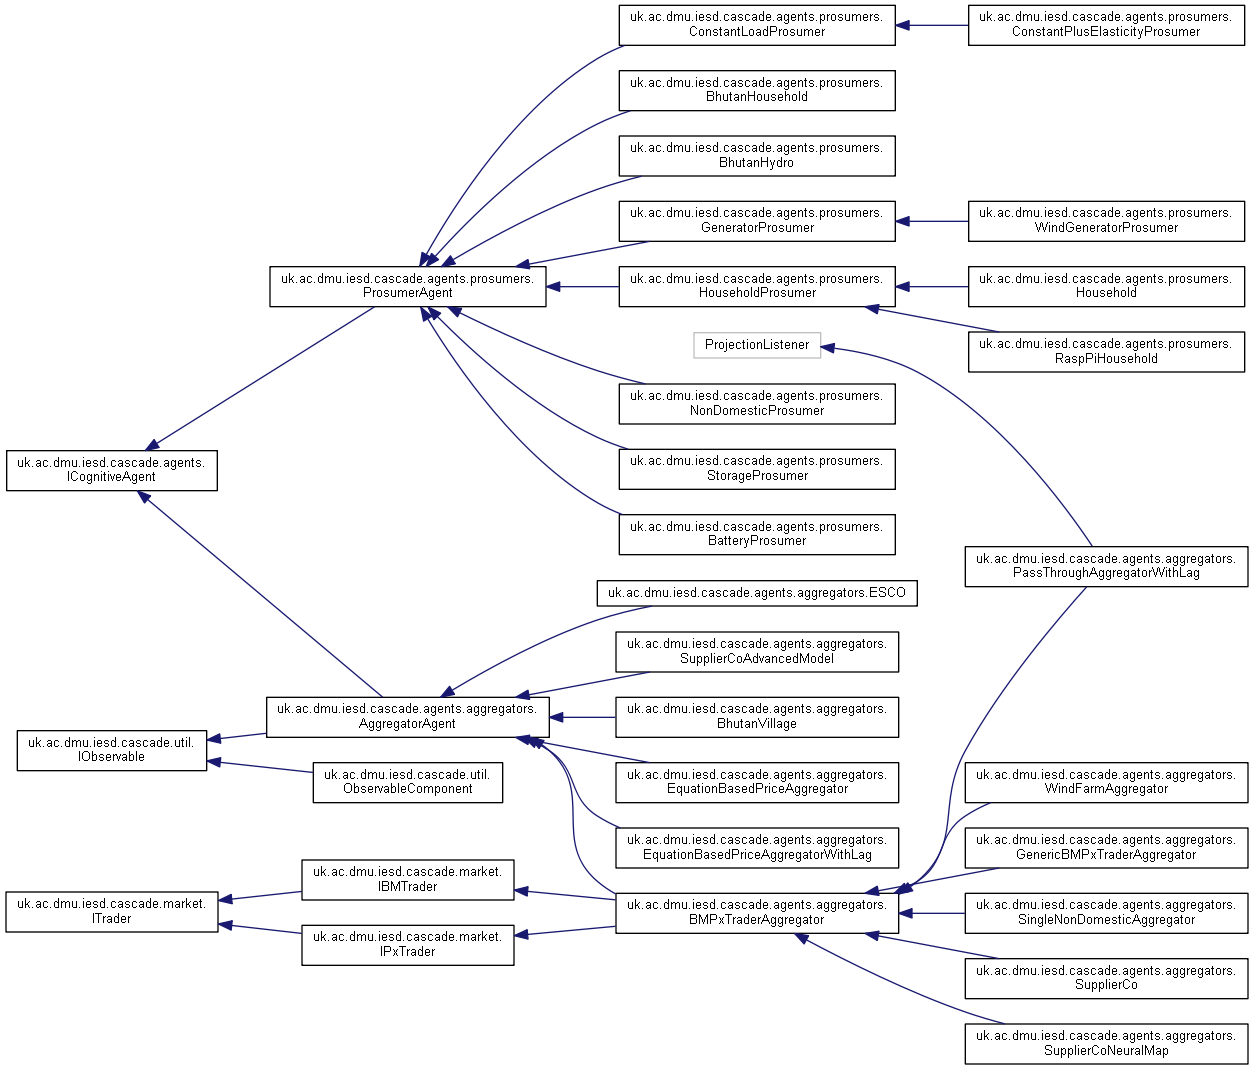 uk.ac.dmu.iesd.cascade.agents.prosumers.
ConstantLoadProsumer
uk.ac.dmu.iesd.cascade.agents.prosumers.
ConstantPlusElasticityProsumer
uk.ac.dmu.iesd.cascade.agents.prosumers.
BhutanHousehold
uk.ac.dmu.iesd.cascade.agents.prosumers.
BhutanHydro
uk.ac.dmu.iesd.cascade.agents.prosumers.
GeneratorProsumer
uk.ac.dmu.iesd.cascade.agents.prosumers.
WindGeneratorProsumer
uk.ac.dmu.iesd.cascade.agents.prosumers.
ProsumerAgent
uk.ac.dmu.iesd.cascade.agents.prosumers.
HouseholdProsumer
uk.ac.dmu.iesd.cascade.agents.prosumers.
Household
ProjectionListener
uk.ac.dmu.iesd.cascade.agents.prosumers.
RaspPiHousehold
uk.ac.dmu.iesd.cascade.agents.prosumers.
NonDomesticProsumer
uk.ac.dmu.iesd.cascade.agents.
ICognitiveAgent
uk.ac.dmu.iesd.cascade.agents.prosumers.
StorageProsumer
uk.ac.dmu.iesd.cascade.agents.prosumers.
BatteryProsumer
uk.ac.dmu.iesd.cascade.agents.aggregators.
PassThroughAggregatorWithLag
uk.ac.dmu.iesd.cascade.agents.aggregators.ESCO
uk.ac.dmu.iesd.cascade.agents.aggregators.
SupplierCoAdvancedModel
uk.ac.dmu.iesd.cascade.agents.aggregators.
AggregatorAgent
uk.ac.dmu.iesd.cascade.agents.aggregators.
BhutanVillage
uk.ac.dmu.iesd.cascade.util.
IObservable
uk.ac.dmu.iesd.cascade.util.
ObservableComponent
uk.ac.dmu.iesd.cascade.agents.aggregators.
EquationBasedPriceAggregator
uk.ac.dmu.iesd.cascade.agents.aggregators.
WindFarmAggregator
uk.ac.dmu.iesd.cascade.agents.aggregators.
EquationBasedPriceAggregatorWithLag
uk.ac.dmu.iesd.cascade.agents.aggregators.
GenericBMPxTraderAggregator
uk.ac.dmu.iesd.cascade.market.
IBMTrader
uk.ac.dmu.iesd.cascade.market.
ITrader
uk.ac.dmu.iesd.cascade.agents.aggregators.
BMPxTraderAggregator
uk.ac.dmu.iesd.cascade.agents.aggregators.
SingleNonDomesticAggregator
uk.ac.dmu.iesd.cascade.market.
IPxTrader
uk.ac.dmu.iesd.cascade.agents.aggregators.
SupplierCo
uk.ac.dmu.iesd.cascade.agents.aggregators.
SupplierCoNeuralMap